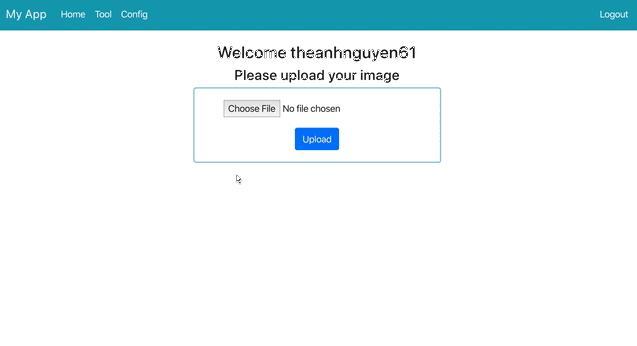 My App Home Tool Config Logout
Welcome theanhnguyen61
Please upload your image
Choose File No file chosen
Upload